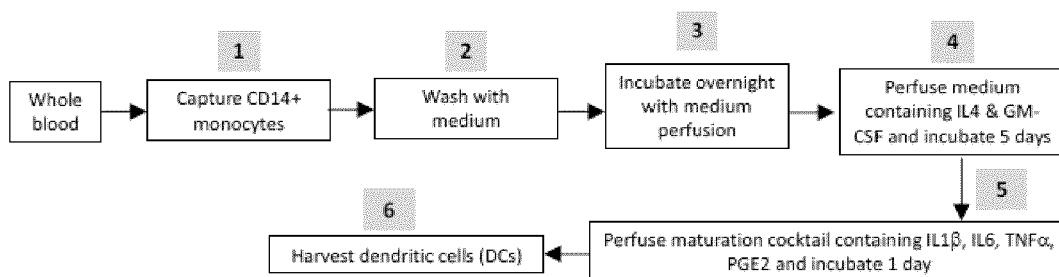 1
2
3
4
Whole
blood
Capture CD14+
monocytes
Wash with
medium
Incubate overnight
with medium
perfusion
Perfuse medium
containing IL4 & GM-
CSF and incubate 5 days
5
Perfuse maturation cocktail containing IL1β, IL6, TNFα,
PGE2 and incubate 1 day
6
Harvest dendritic cells (DCs)